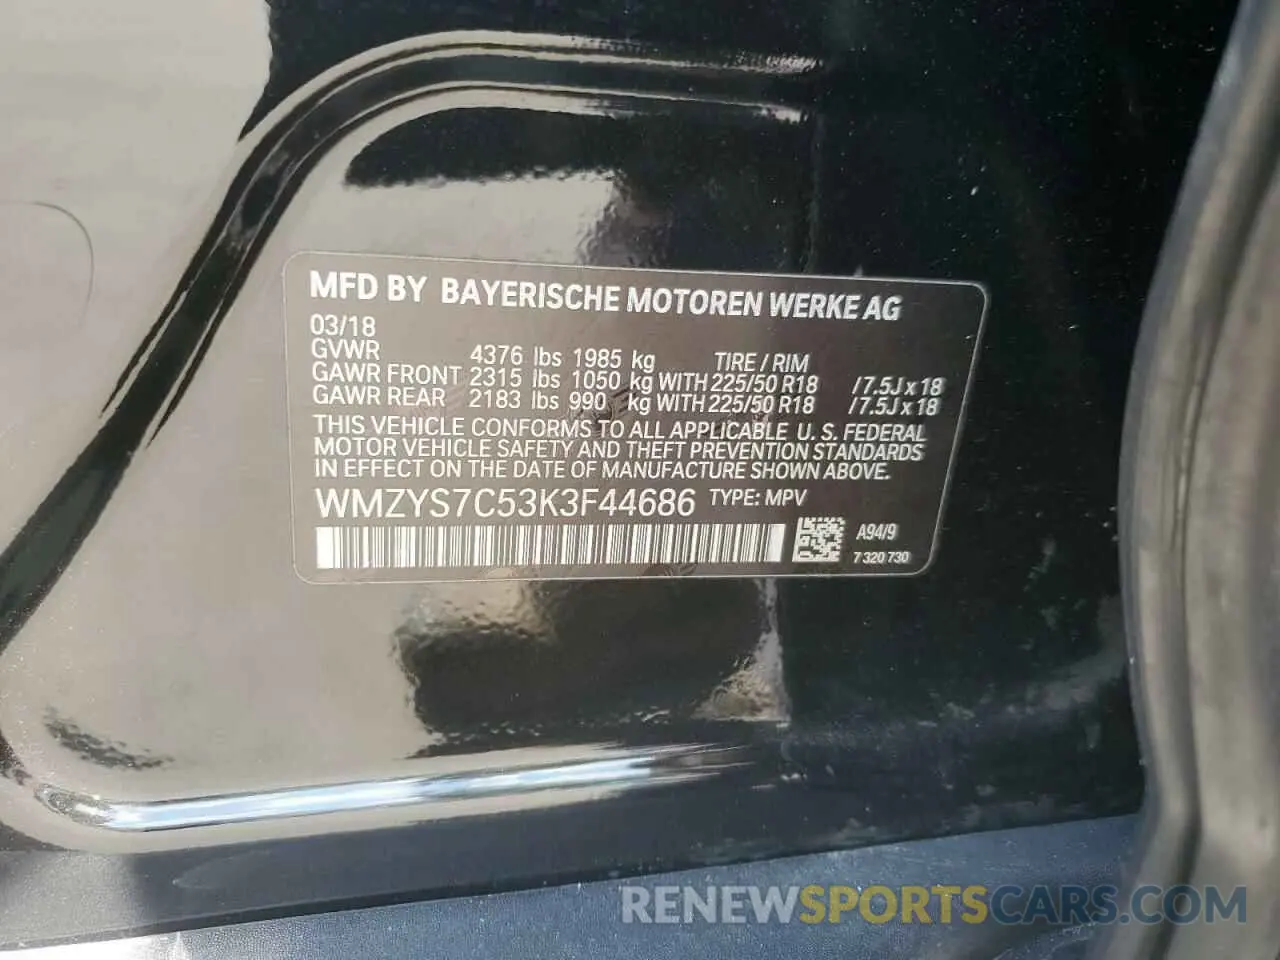 MFD BY BAYERISCHE MOTOREN WERKE AG
03/18
GVWR 4376 lbs 1985 kg TIRE / RIM
GAWR FRONT 2315 lbs 1050 kg WITH 225/50 R18 /7.5J x 18
GAWR REAR 2183 lbs 990 kg WITH 225/50 R18 /7.5J x 18
THIS VEHICLE CONFORMS TO ALL APPLICABLE U. S. FEDERAL
MOTOR VEHICLE SAFETY AND THEFT PREVENTION STANDARDS
IN EFFECT ON THE DATE OF MANUFACTURE SHOWN ABOVE.
WMZYS7C53K3F44686 TYPE: MPV
A94/9
7 320 730
RENEWSPORTSCARS.COM